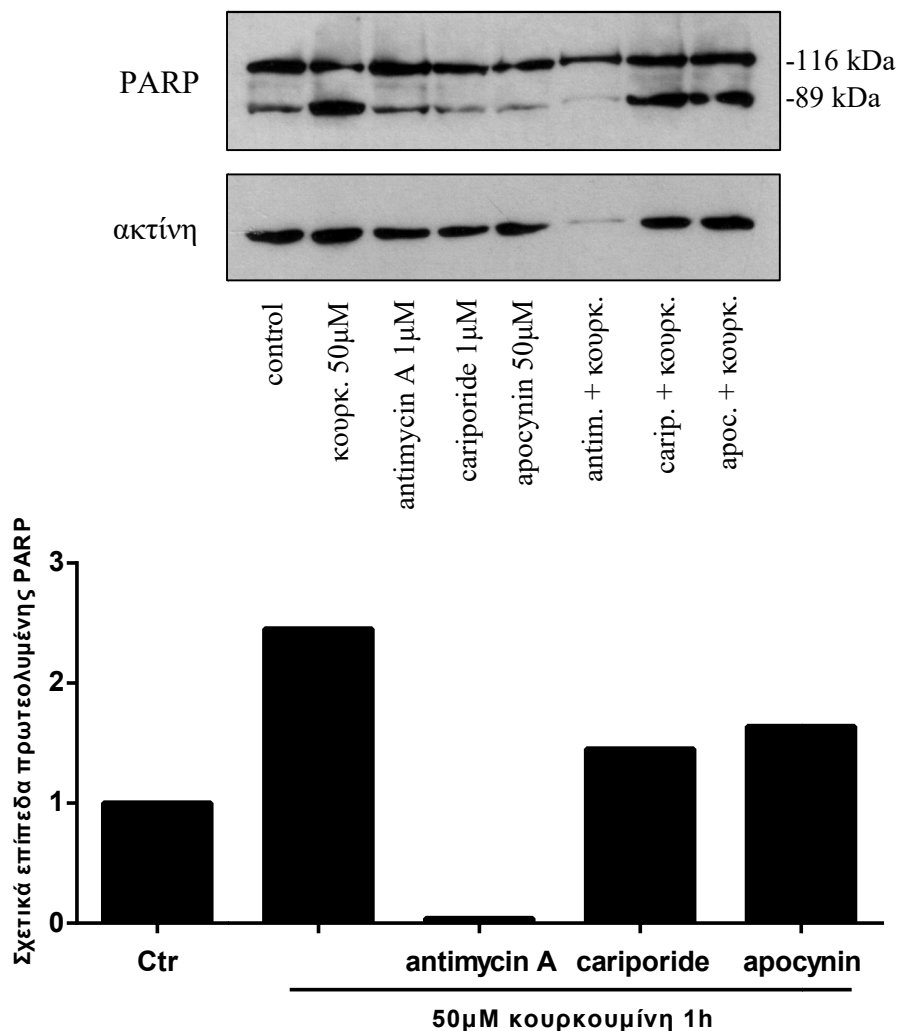 PARP
-116 kDa
-89 kDa
ακτίνη
control
κουρκ. 50μM
antimycin A 1μM
cariporide 1μM
apocynin 50μM
antim. + κουρκ.
carip. + κουρκ.
apoc. + κουρκ.
Σχετικά επίπεδα πρωτεολυμένης PARP
3
2
1
0
Ctr
antimycin A
cariporide
apocynin
50μM κουρκουμίνη 1h